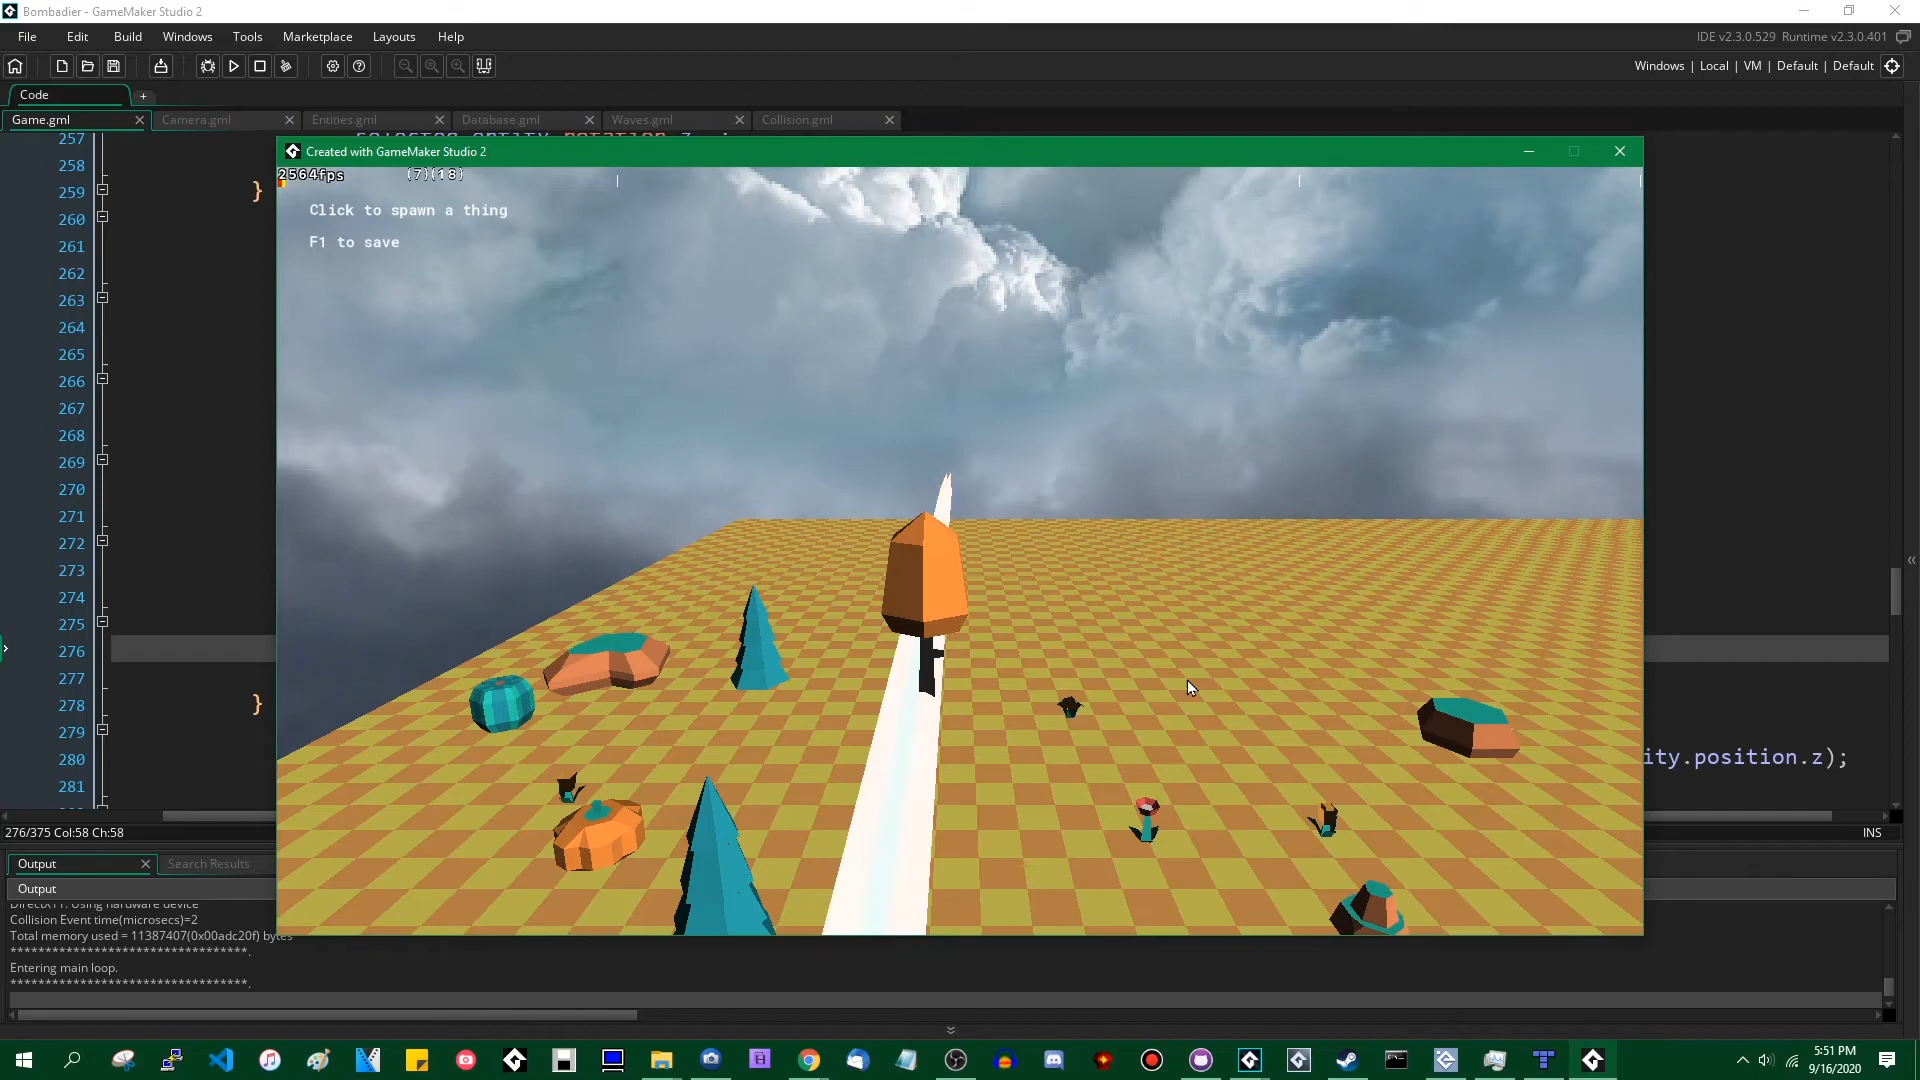 Bombadier - GameMaker Studio 2
File Edit Build Windows Tools Marketplace Layouts Help
IDE v2.3.0.529 Runtime v2.3.0.401
Windows | Local | VM | Default | Default
Code
Game.gml Camera.gml Entities.gml Database.gml Waves.gml Collision.gml
257
Created with GameMaker Studio 2
258
2564fps (7)(18)
259 }
260 Click to spawn a thing
261 F1 to save
262
263
264
265
266
267
268
269
270
271
272
273
274
275
276
277
278 }
279
280 ity.position.z);
281
276/375 Col:58 Ch:58
INS
Output Search Results
Output
DirectX11: Using hardware device
Collision Event time(microsecs)=2
Total memory used = 11387407(0x00adc20f) bytes
**********************************.
Entering main loop.
**********************************.
5:51 PM
9/16/2020